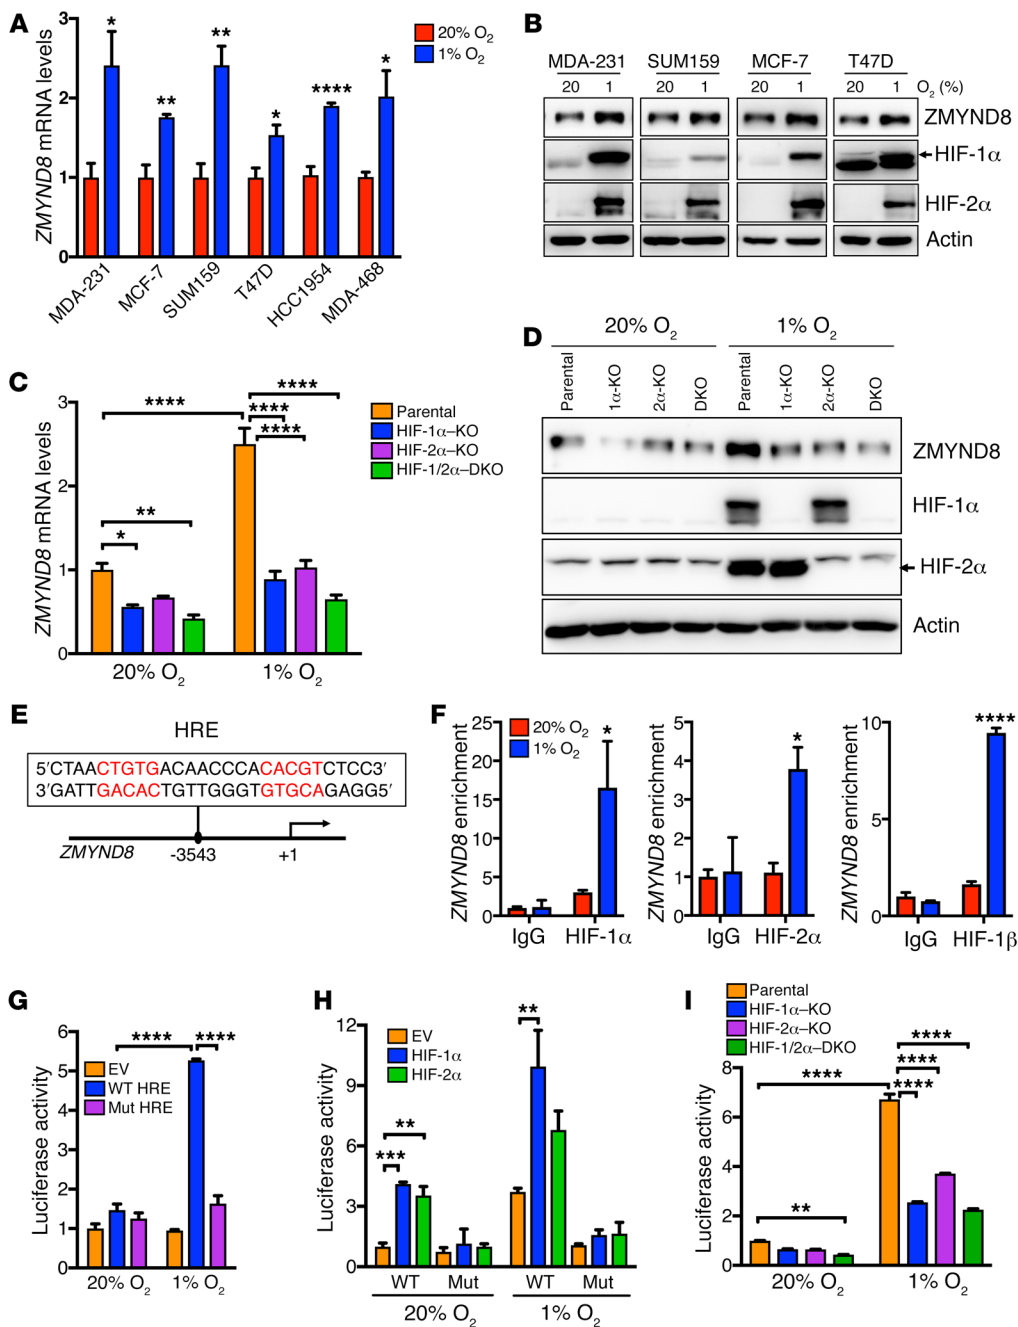 A
ZMYND8 mRNA levels
3
2
1
0
20% O2
1% O2
* ** ** * **** *
MDA-231 MCF-7 SUM159 T47D HCC1954 MDA-468
B
MDA-231 SUM159 MCF-7 T47D
20 1 20 1 20 1 20 1 O2 (%)
ZMYND8
HIF-1α
HIF-2α
Actin
C
ZMYND8 mRNA levels
3
2
1
0
**** **** **** ****
** *
Parental
HIF-1α–KO
HIF-2α–KO
HIF-1/2α–DKO
20% O2 1% O2
D
20% O2 1% O2
Parental 1α-KO 2α-KO DKO Parental 1α-KO 2α-KO DKO
ZMYND8
HIF-1α
HIF-2α
Actin
E
HRE
5′CTAACTGTGACAACCCACACGTCTCC3′
3′GATTGACACTGTTGGGTGTGCAGAGG5′
ZMYND8 -3543 +1
F
ZMYND8 enrichment
25
20
15
10
5
0
20% O2
1% O2
*
IgG HIF-1α
ZMYND8 enrichment
5
4
3
2
1
0
*
IgG HIF-2α
ZMYND8 enrichment
10
5
0
****
IgG HIF-1β
G
Luciferase activity
6
5
4
3
2
1
0
**** ****
EV
WT HRE
Mut HRE
20% O2 1% O2
H
Luciferase activity
12
9
6
3
0
EV
HIF-1α
HIF-2α
*** ** **
WT Mut WT Mut
20% O2 1% O2
I
Parental
HIF-1α–KO
HIF-2α–KO
HIF-1/2α–DKO
Luciferase activity
8
6
4
2
0
**** **** **** ****
**
20% O2 1% O2